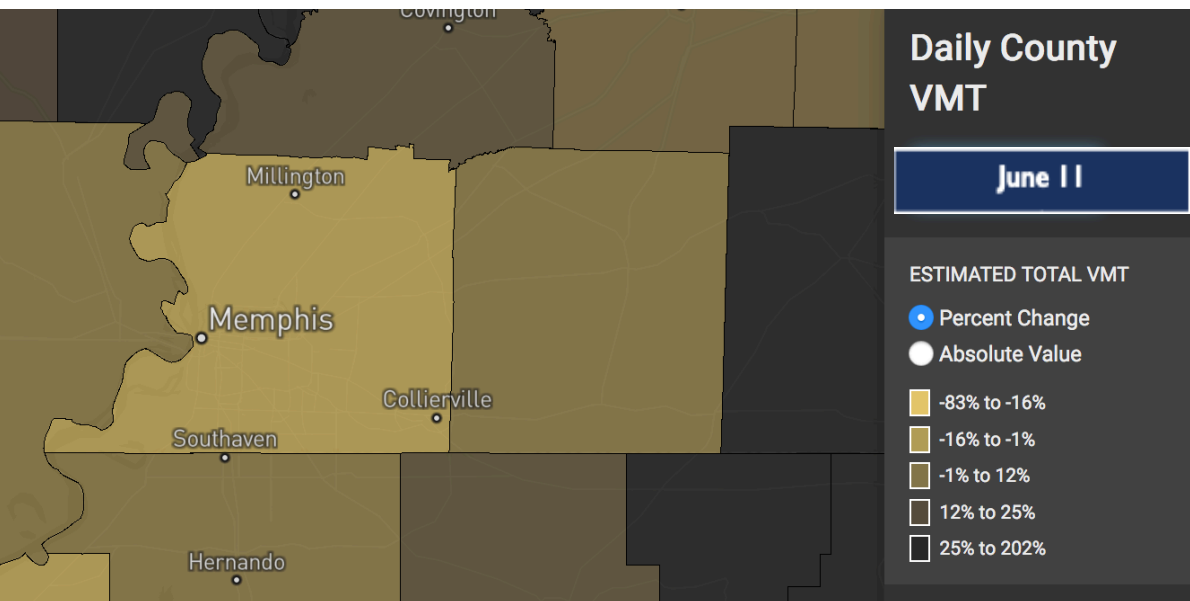 Covington
Millington
Memphis
Collierville
Southaven
Hernando
Daily County
VMT
June 11
ESTIMATED TOTAL VMT
Percent Change
Absolute Value
-83% to -16%
-16% to -1%
-1% to 12%
12% to 25%
25% to 202%